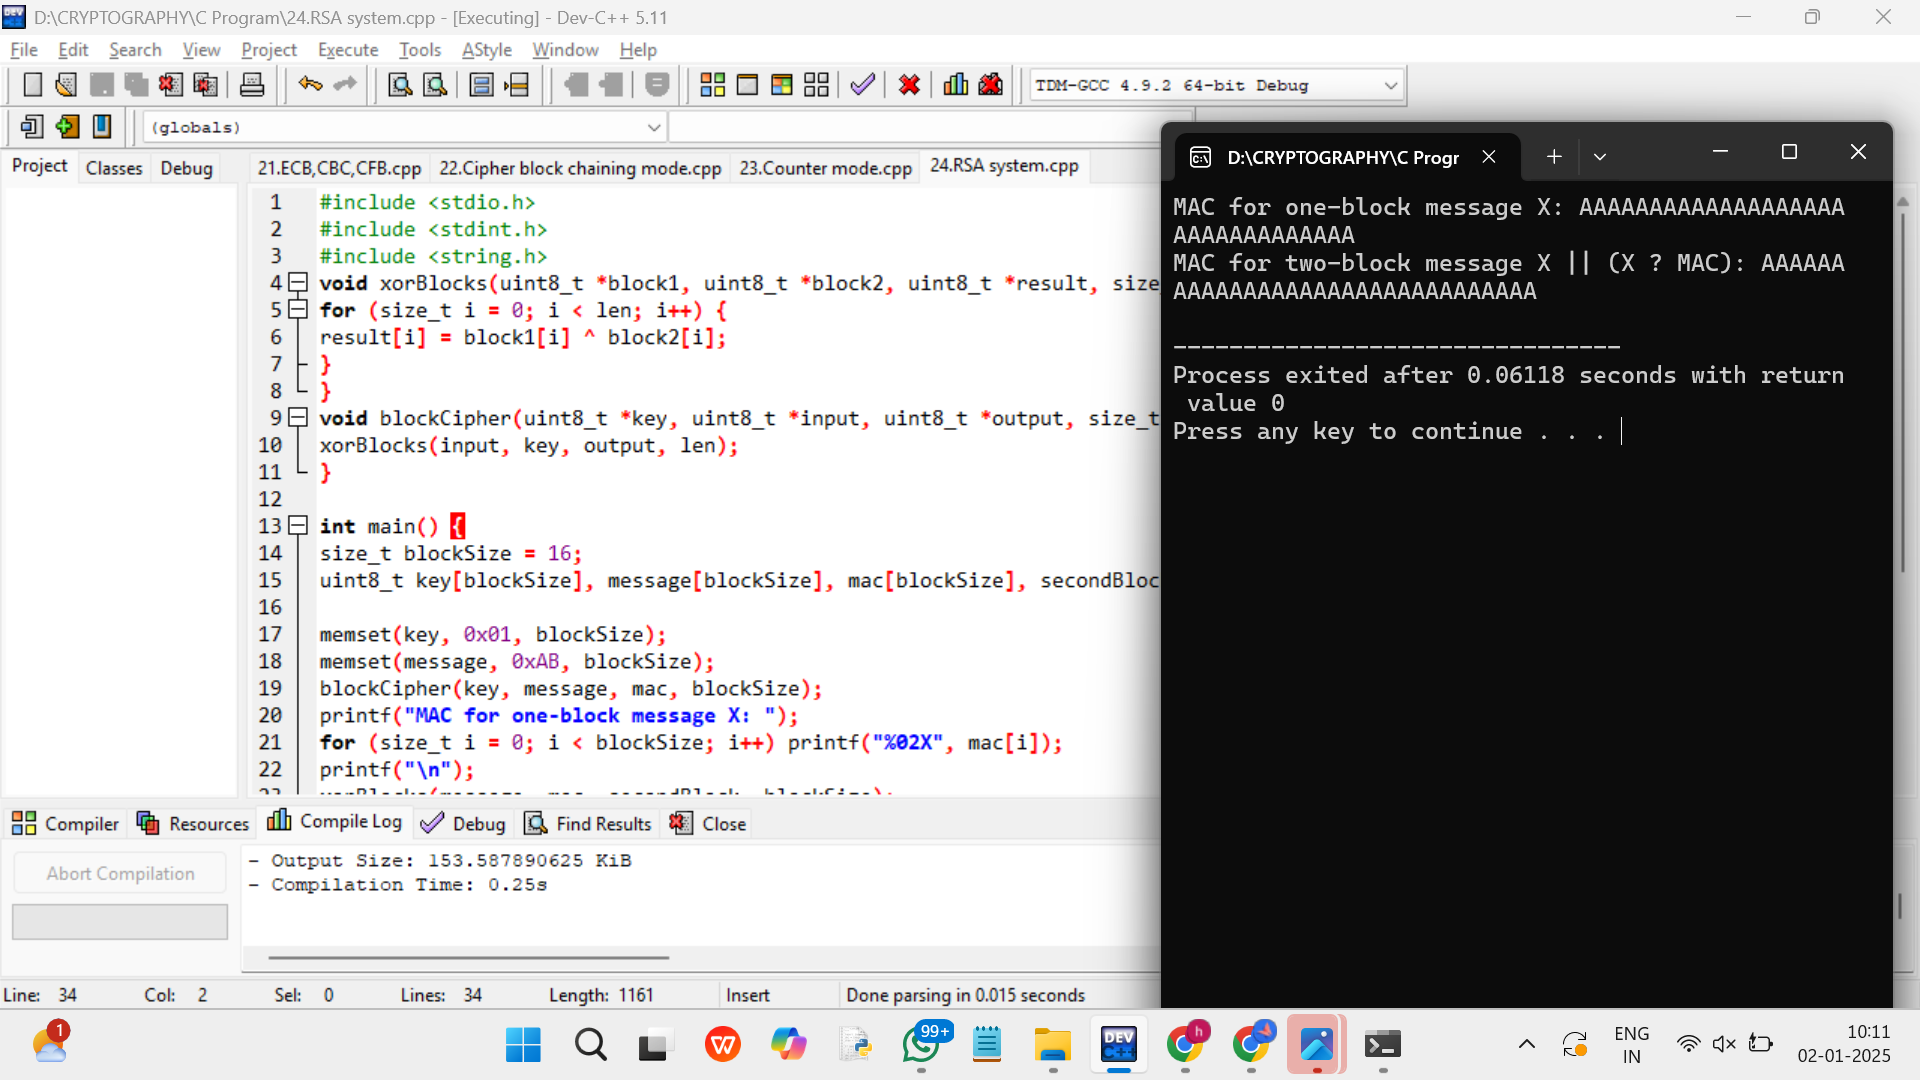 D:\CRYPTOGRAPHY\C Program\24.RSA system.cpp - [Executing] - Dev-C++ 5.11
File Edit Search View Project Execute Tools AStyle Window Help
TDM-GCC 4.9.2 64-bit Debug
(globals)
Project Classes Debug
21.ECB,CBC,CFB.cpp 22.Cipher block chaining mode.cpp 23.Counter mode.cpp 24.RSA system.cpp
1 #include <stdio.h>
2 #include <stdint.h>
3 #include <string.h>
4 void xorBlocks(uint8_t *block1, uint8_t *block2, uint8_t *result, size
5 for (size_t i = 0; i < len; i++) {
6 result[i] = block1[i] ^ block2[i];
7 }
8 }
9 void blockCipher(uint8_t *key, uint8_t *input, uint8_t *output, size_t
10 xorBlocks(input, key, output, len);
11 }
12
13 int main() {
14 size_t blockSize = 16;
15 uint8_t key[blockSize], message[blockSize], mac[blockSize], secondBloc
16
17 memset(key, 0x01, blockSize);
18 memset(message, 0xAB, blockSize);
19 blockCipher(key, message, mac, blockSize);
20 printf("MAC for one-block message X: ");
21 for (size_t i = 0; i < blockSize; i++) printf("%02X", mac[i]);
22 printf("\n");
D:\CRYPTOGRAPHY\C Progr
MAC for one-block message X: AAAAAAAAAAAAAAAAAAA
AAAAAAAAAAAAA
MAC for two-block message X || (X ? MAC): AAAAAA
AAAAAAAAAAAAAAAAAAAAAAAAAA
--------------------------------
Process exited after 0.06118 seconds with return
value 0
Press any key to continue . . .
Compiler Resources Compile Log Debug Find Results Close
Abort Compilation
- Output Size: 153.587890625 KiB
- Compilation Time: 0.25s
Line: 34 Col: 2 Sel: 0 Lines: 34 Length: 1161 Insert Done parsing in 0.015 seconds
1
99+
DEV C++
h
ENG
IN
10:11
02-01-2025